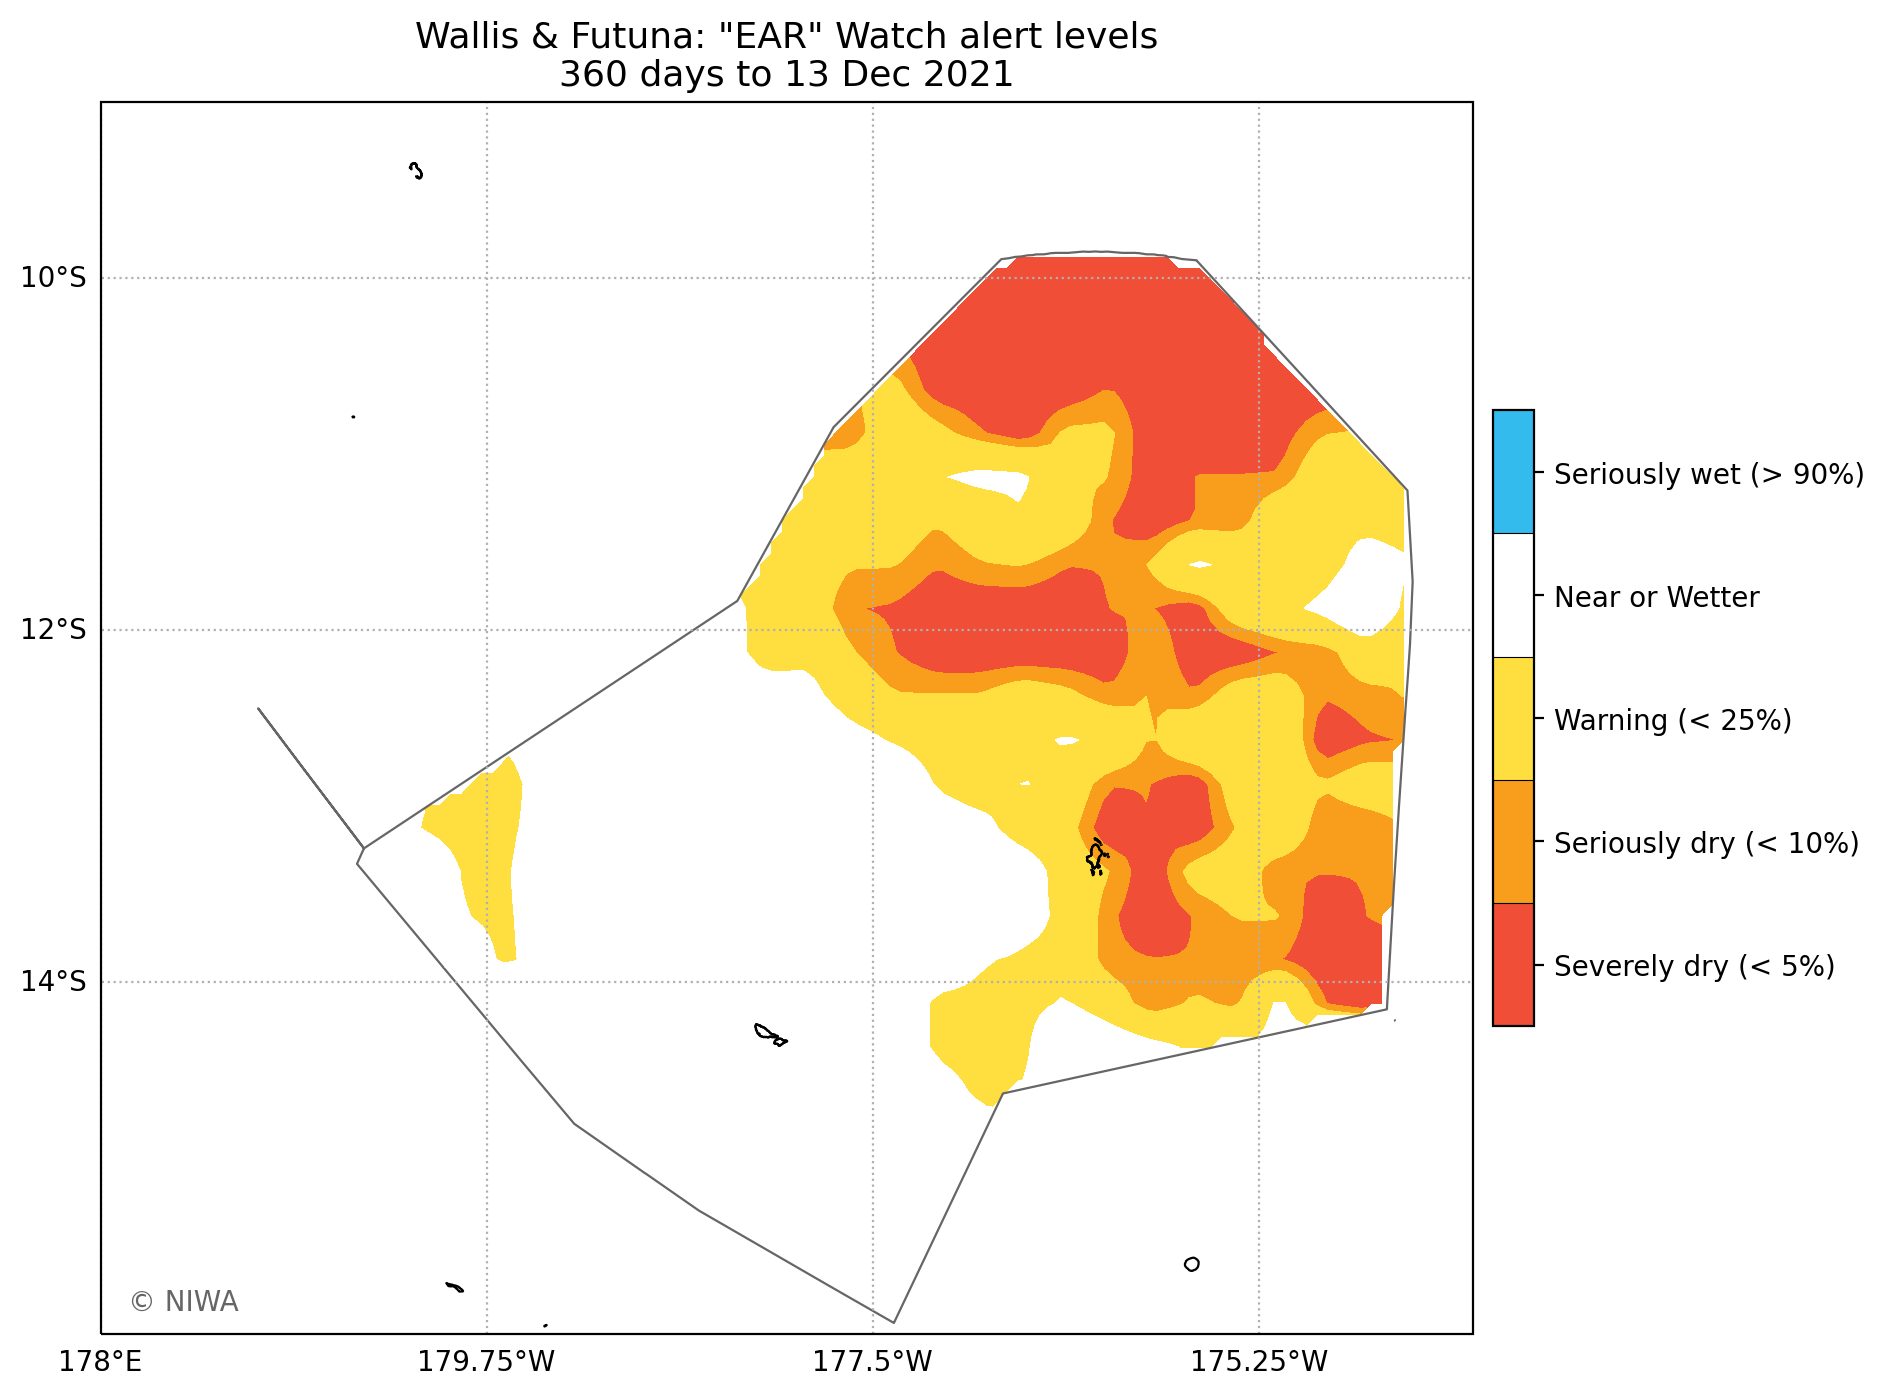 Wallis & Futuna: "EAR" Watch alert levels
360 days to 13 Dec 2021
10°S
12°S
14°S
178°E
179.75°W
177.5°W
175.25°W
© NIWA
Seriously wet (> 90%)
Near or Wetter
Warning (< 25%)
Seriously dry (< 10%)
Severely dry (< 5%)